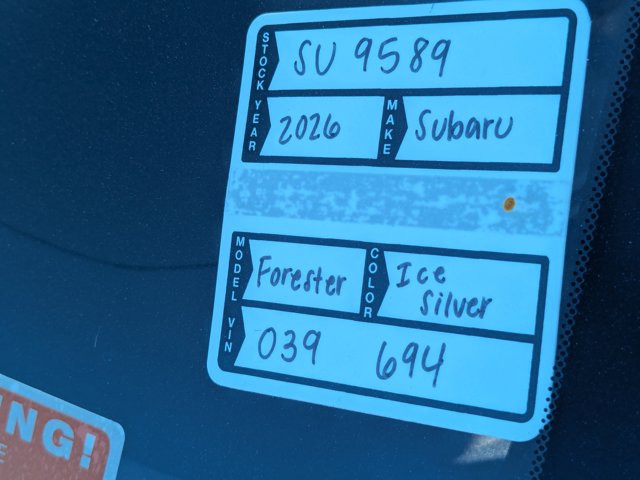 STOCK SU 9589
YEAR 2026 MAKE Subaru
MODEL Forester COLOR Ice
Silver
VIN 039 694
NG!